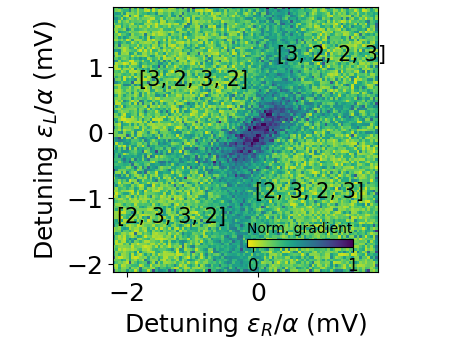 [3, 2, 2, 3]
[3, 2, 3, 2]
[2, 3, 2, 3]
[2, 3, 3, 2]
Norm. gradient
0 1
1
0
−1
−2
−2 0
Detuning ε_L/α (mV)
Detuning ε_R/α (mV)